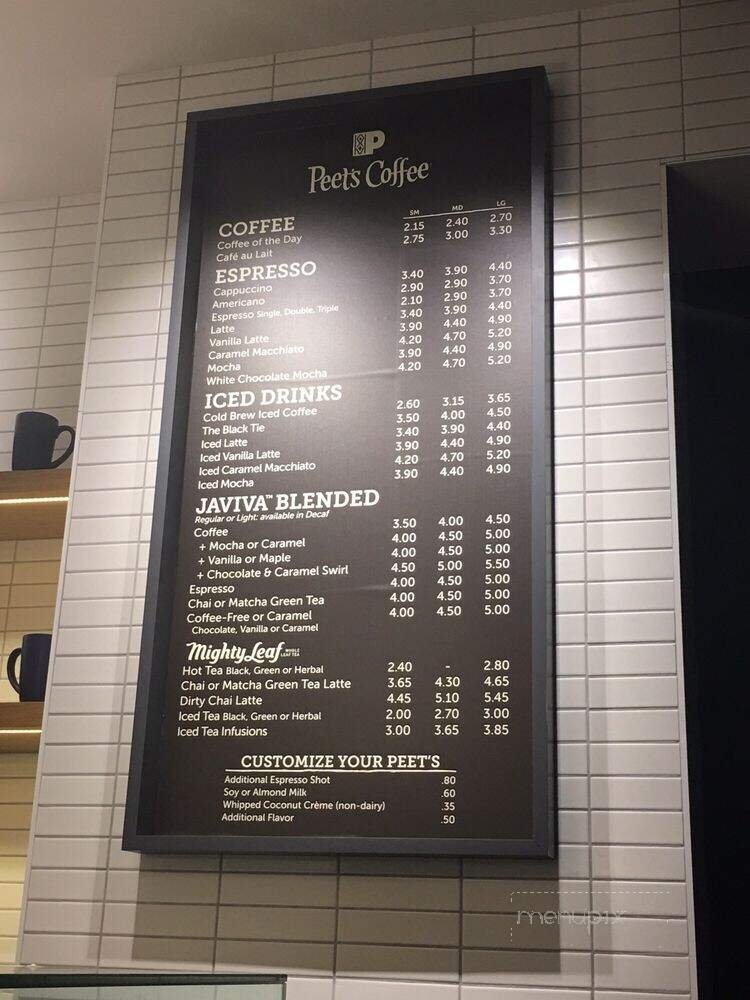 P
Peet's Coffee
SM MD LG
COFFEE
Coffee of the Day 2.15 2.40 2.70
Café au Lait 2.75 3.00 3.30
ESPRESSO
Cappuccino 3.40 3.90 4.40
Americano 2.90 2.90 3.70
Espresso Single, Double, Triple 2.10 2.90 3.70
Latte 3.40 3.90 4.40
Vanilla Latte 3.90 4.40 4.90
Caramel Macchiato 4.20 4.70 5.20
Mocha 3.90 4.40 4.90
White Chocolate Mocha 4.20 4.70 5.20
ICED DRINKS
Cold Brew Iced Coffee 2.60 3.15 3.65
The Black Tie 3.50 4.00 4.50
Iced Latte 3.40 3.90 4.40
Iced Vanilla Latte 3.90 4.40 4.90
Iced Caramel Macchiato 4.20 4.70 5.20
Iced Mocha 3.90 4.40 4.90
JAVIVA™ BLENDED
Regular or Light: available in Decaf
Coffee 3.50 4.00 4.50
+ Mocha or Caramel 4.00 4.50 5.00
+ Vanilla or Maple 4.00 4.50 5.00
+ Chocolate & Caramel Swirl 4.50 5.00 5.50
Espresso 4.00 4.50 5.00
Chai or Matcha Green Tea 4.00 4.50 5.00
Coffee-Free or Caramel 4.00 4.50 5.00
Chocolate, Vanilla or Caramel
Mighty Leaf WHOLE LEAF TEA
Hot Tea Black, Green or Herbal 2.40 - 2.80
Chai or Matcha Green Tea Latte 3.65 4.30 4.65
Dirty Chai Latte 4.45 5.10 5.45
Iced Tea Black, Green or Herbal 2.00 2.70 3.00
Iced Tea Infusions 3.00 3.65 3.85
CUSTOMIZE YOUR PEET'S
Additional Espresso Shot .80
Soy or Almond Milk .60
Whipped Coconut Crème (non-dairy) .35
Additional Flavor .50
menupix